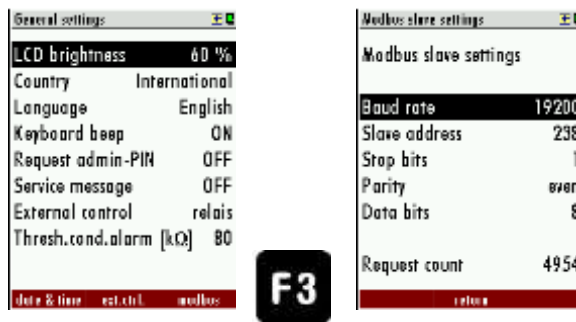 General settings
LCD brightness 60 %
Country International
Language English
Keyboard beep ON
Request admin-PIN OFF
Service message OFF
External control relais
Thresh.cond.alarm [kΩ] 80
date & time ext.ctrl. modbus
F3
Modbus slave settings
Modbus slave settings
Baud rate 19200
Slave address 238
Stop bits 1
Parity even
Data bits 8
Request count 4954
return